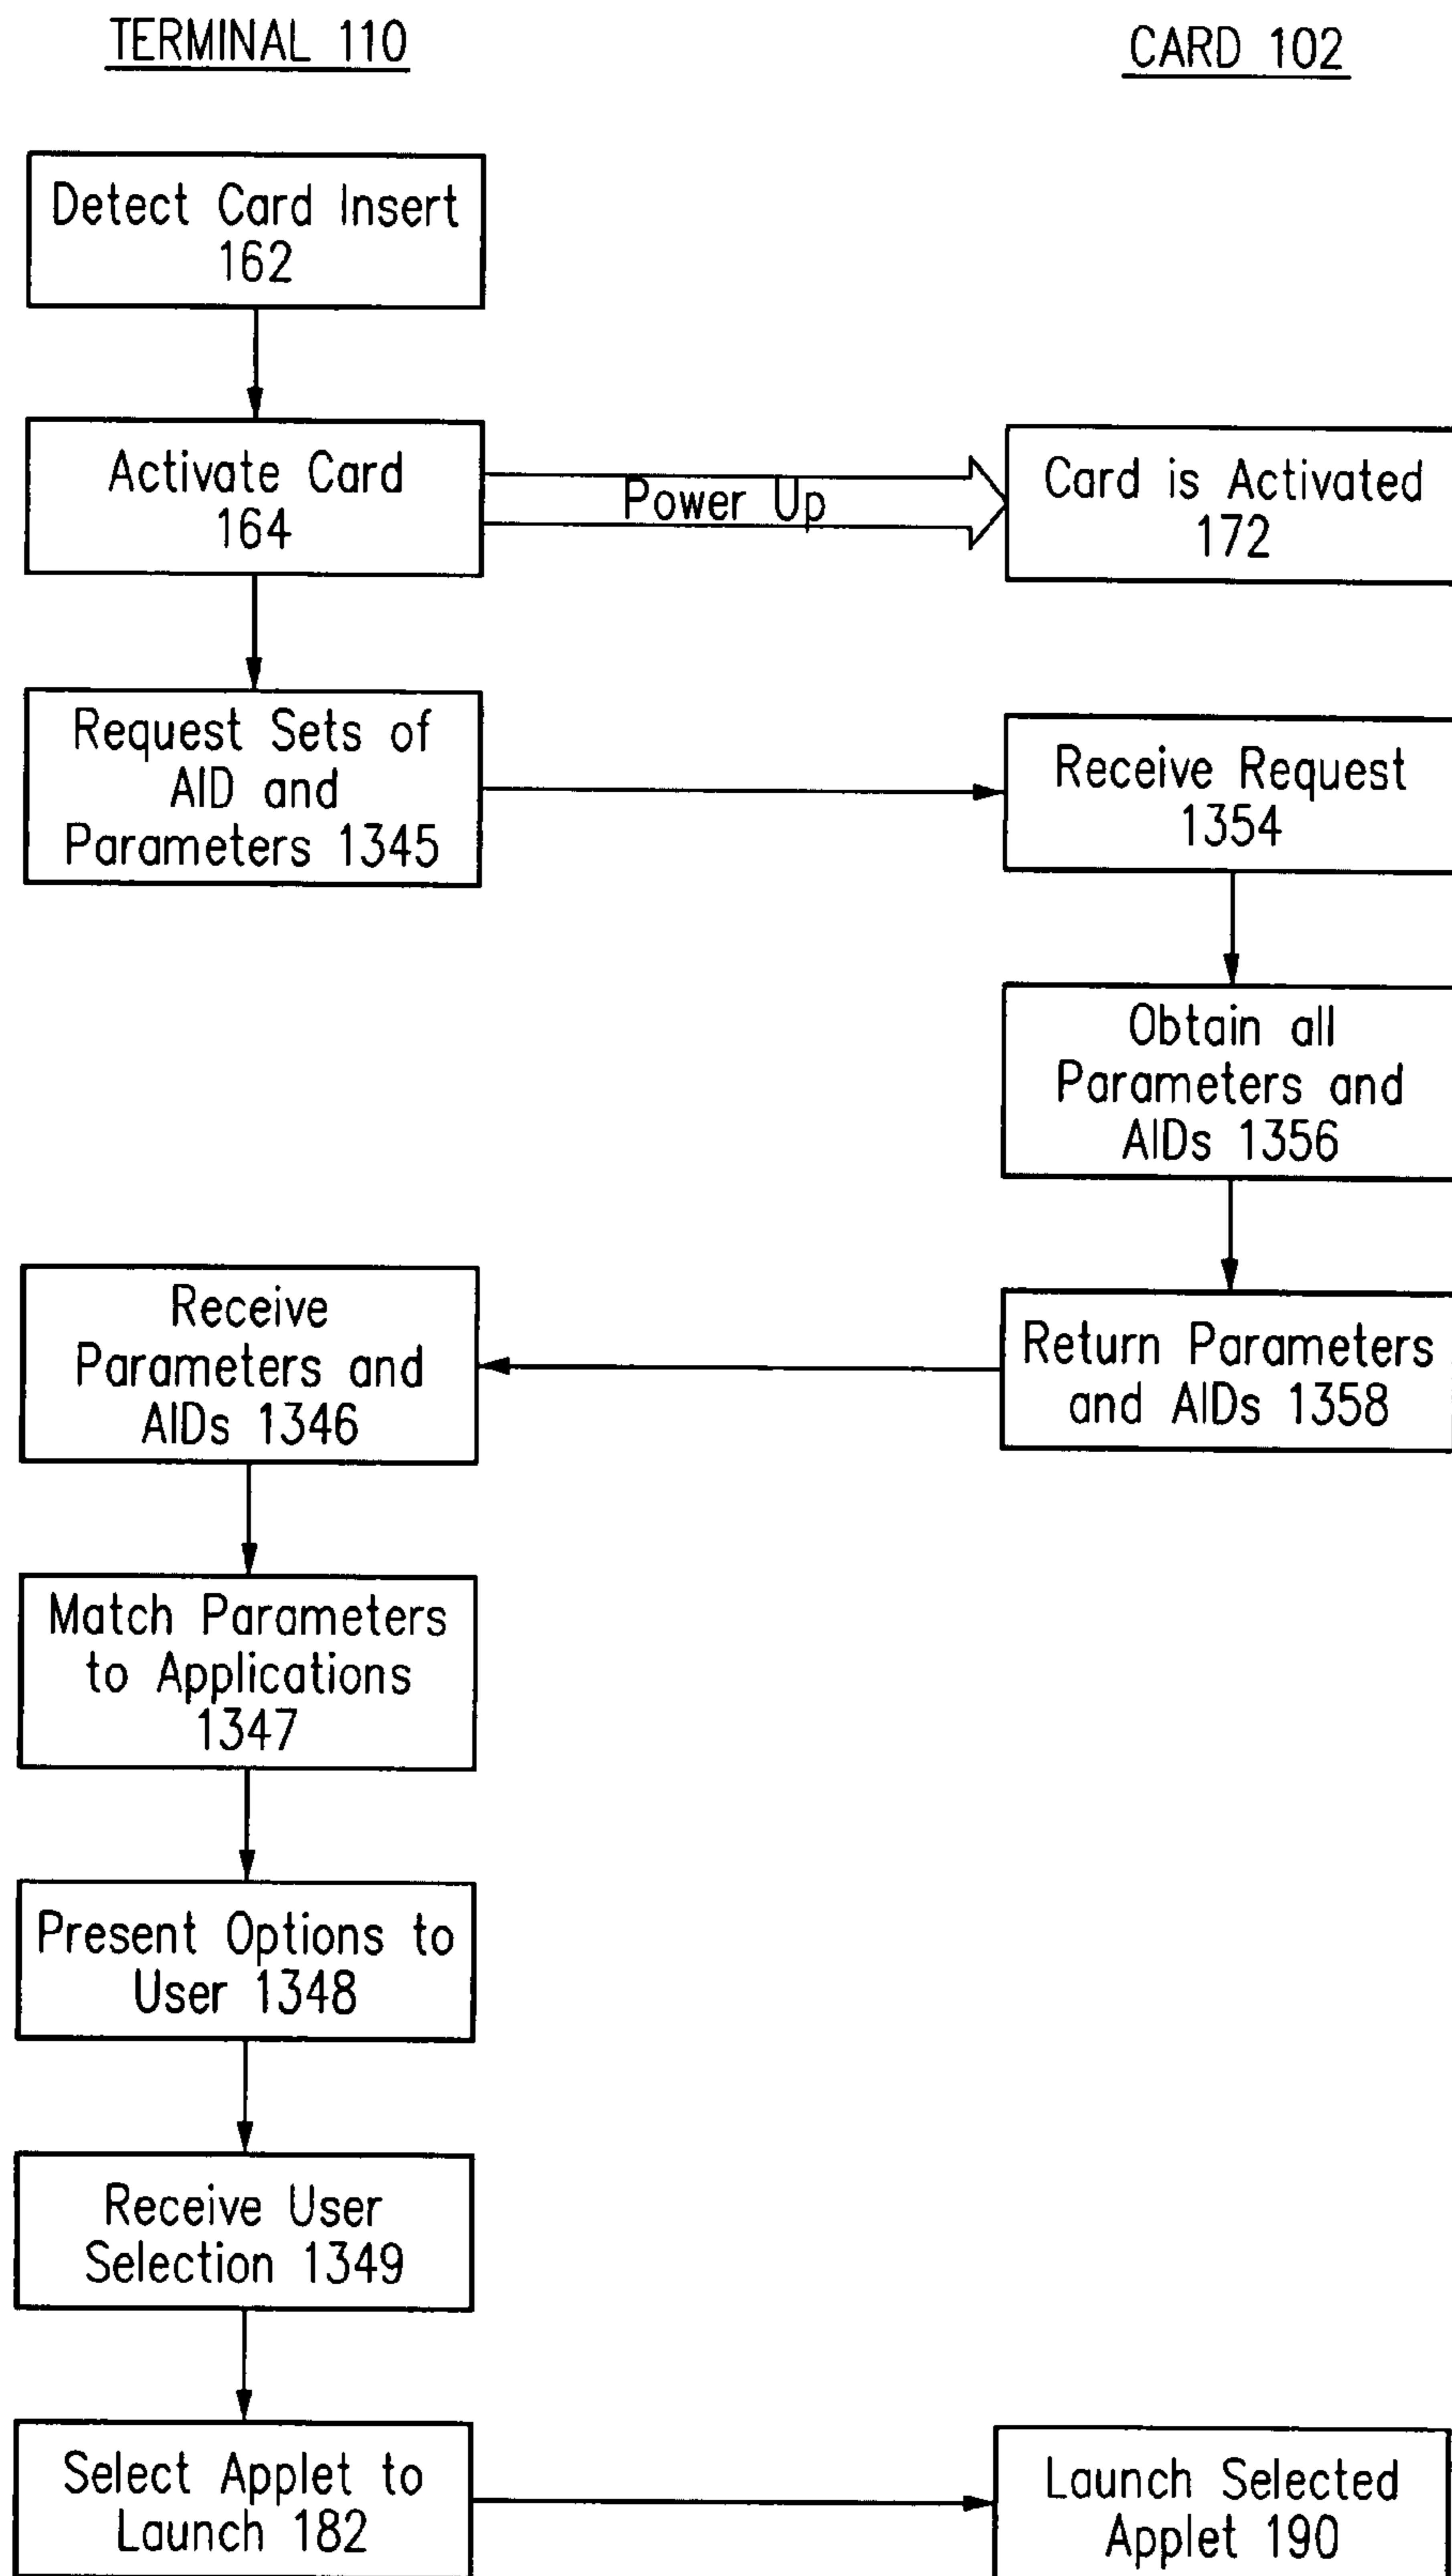 TERMINAL 110
CARD 102
Detect Card Insert
162
Activate Card
164
Power Up
Card is Activated
172
Request Sets of
AID and
Parameters 1345
Receive Request
1354
Obtain all
Parameters and
AIDs 1356
Return Parameters
and AIDs 1358
Receive
Parameters and
AIDs 1346
Match Parameters
to Applications
1347
Present Options to
User 1348
Receive User
Selection 1349
Select Applet to
Launch 182
Launch Selected
Applet 190